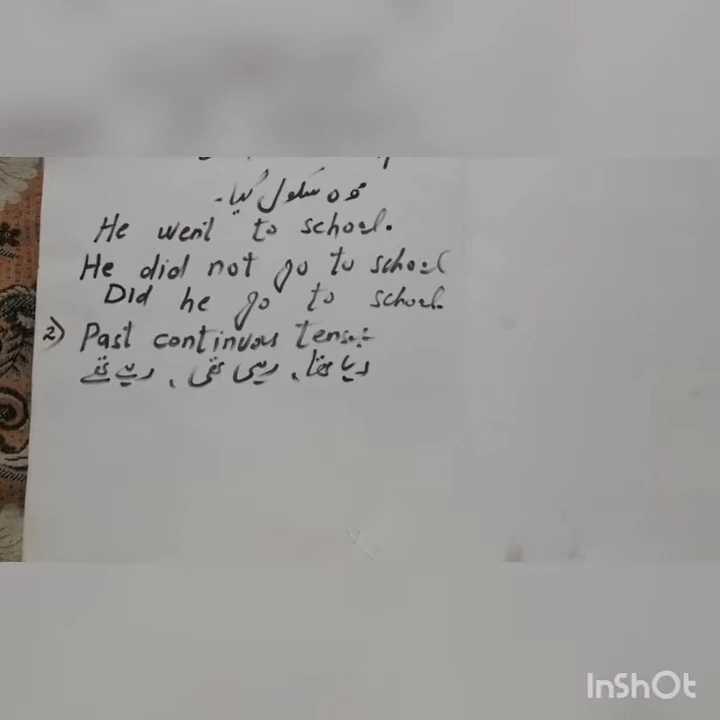 وہ سکول گیا۔
He went to school.
He did not go to school
Did he go to school.
2) Past continuous tense:-
رہا تھا، رہی تھی، رہے تھے
InShOt